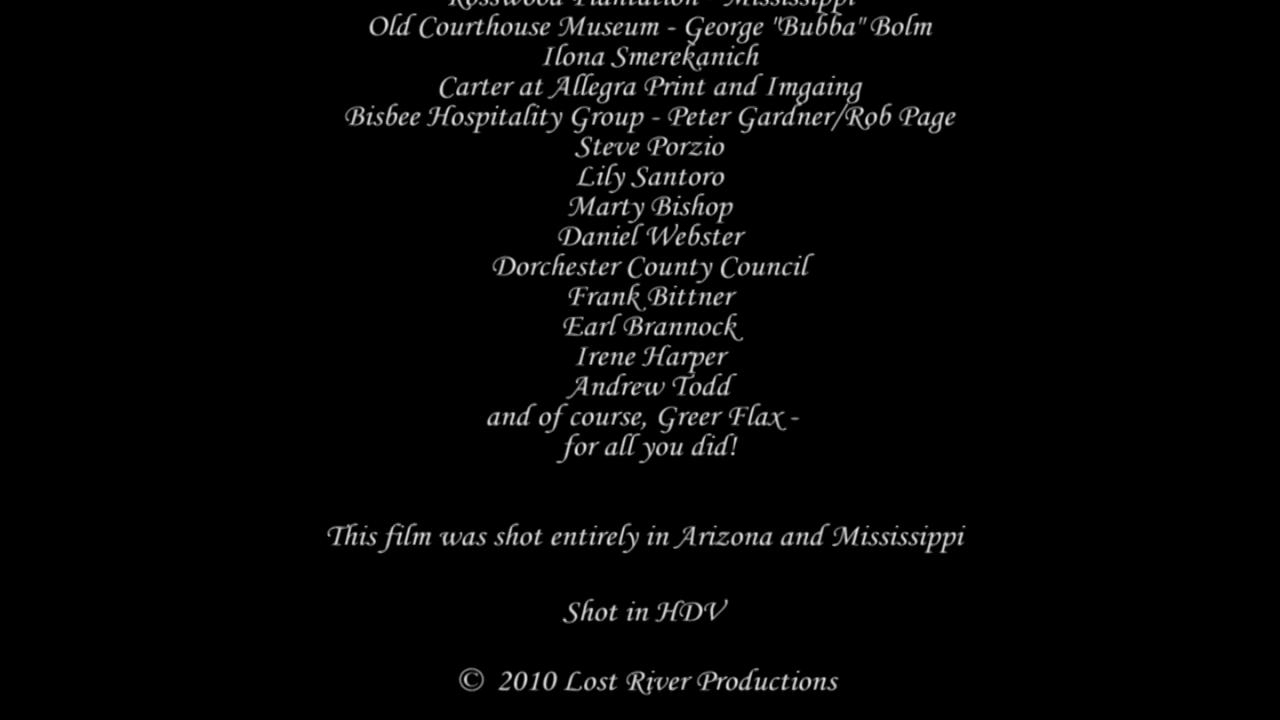 Rosswood Plantation - Mississippi
Old Courthouse Museum - George "Bubba" Bolm
Ilona Smerekanich
Carter at Allegra Print and Imgaing
Bisbee Hospitality Group - Peter Gardner/Rob Page
Steve Porzio
Lily Santoro
Marty Bishop
Daniel Webster
Dorchester County Council
Frank Bittner
Earl Brannock
Irene Harper
Andrew Todd
and of course, Greer Flax -
for all you did!
This film was shot entirely in Arizona and Mississippi
Shot in HDV
© 2010 Lost River Productions